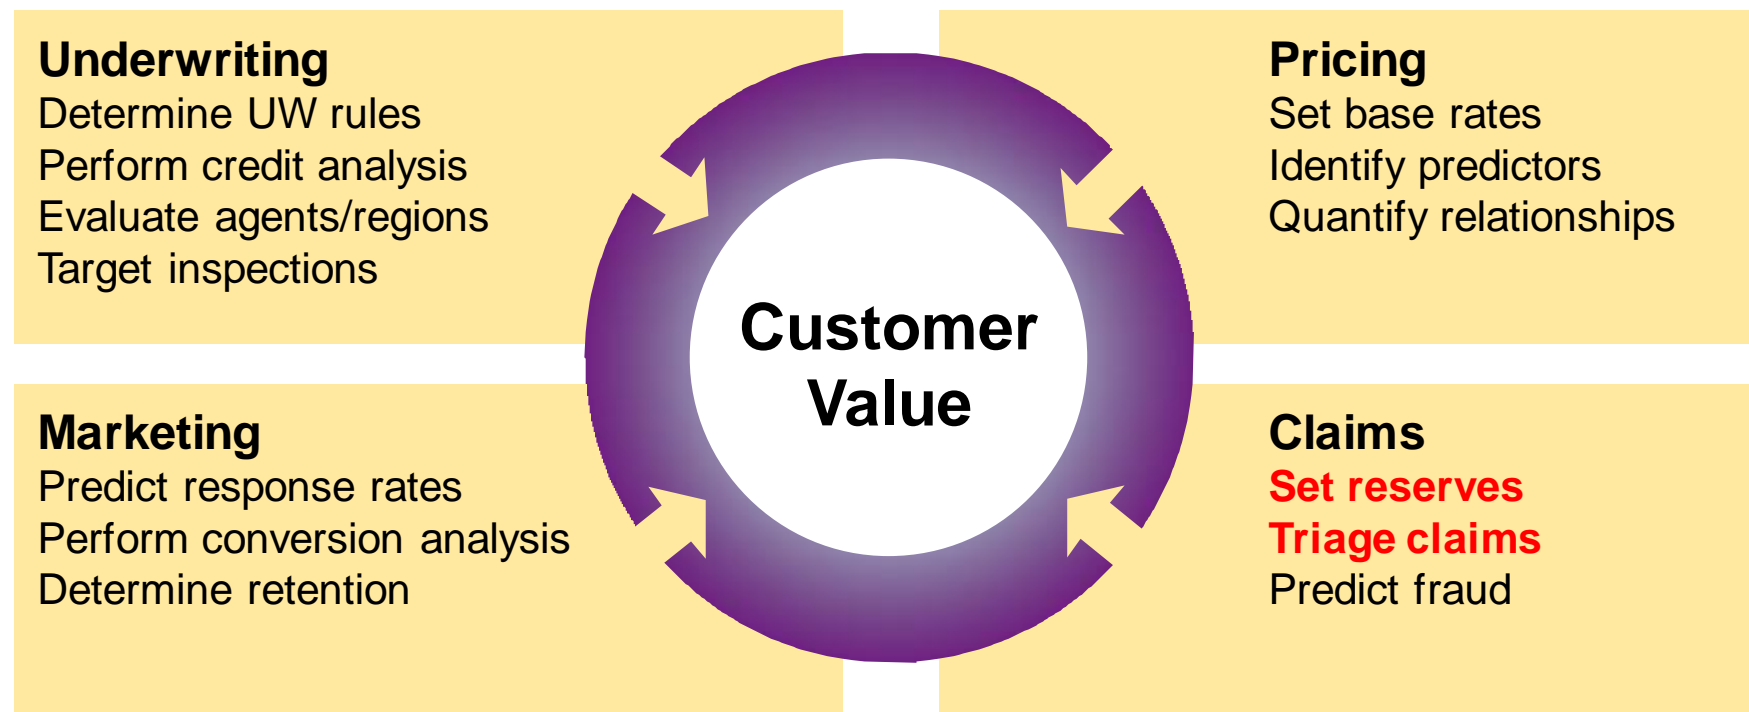 Underwriting
Determine UW rules
Perform credit analysis
Evaluate agents/regions
Target inspections
Pricing
Set base rates
Identify predictors
Quantify relationships
Customer
Value
Marketing
Predict response rates
Perform conversion analysis
Determine retention
Claims
Set reserves
Triage claims
Predict fraud